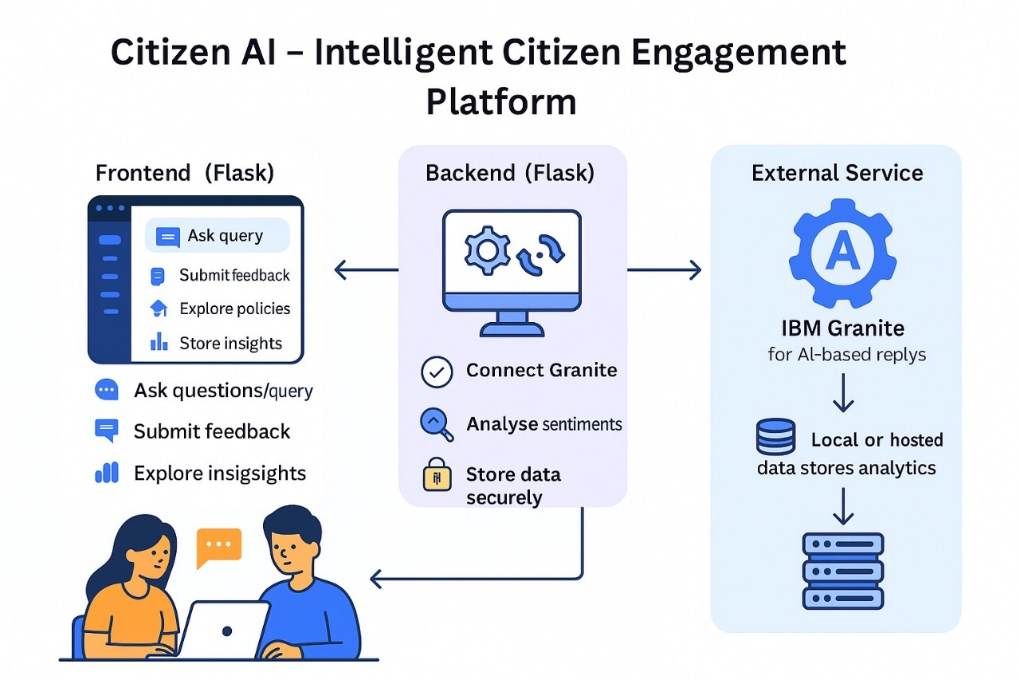 Citizen AI – Intelligent Citizen Engagement
Platform
Frontend (Flask)
Ask query
Submit feedback
Explore policies
Store insights
Ask questions/query
Submit feedback
Explore insigsights
Backend (Flask)
Connect Granite
Analyse sentiments
Store data
securely
External Service
A
IBM Granite
for AI-based replys
Local or hosted
data stores analytics